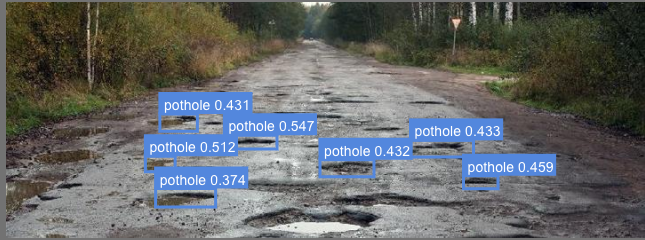 pothole 0.431
pothole 0.547
pothole 0.433
pothole 0.512
pothole 0.432
pothole 0.459
pothole 0.374